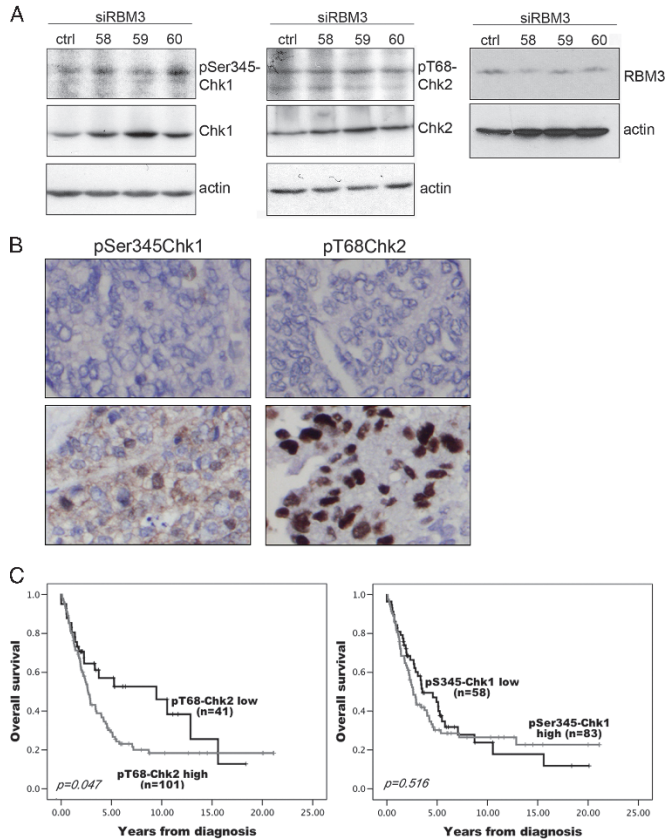 A
siRBM3
ctrl 58 59 60
pSer345-
Chk1
Chk1
actin
siRBM3
ctrl 58 59 60
pT68-
Chk2
Chk2
actin
siRBM3
ctrl 58 59 60
RBM3
actin
B
pSer345Chk1 pT68Chk2
C
Overall survival
1.0
0.8
0.6
0.4
0.2
0.0
pT68-Chk2 low
(n=41)
pT68-Chk2 high
(n=101)
p=0.047
0.00 5.00 10.00 15.00 20.00 25.00
Years from diagnosis
Overall survival
1.0
0.8
0.6
0.4
0.2
0.0
pS345-Chk1 low
(n=58)
pSer345-Chk1
high (n=83)
p=0.516
0.00 5.00 10.00 15.00 20.00 25.00
Years from diagnosis